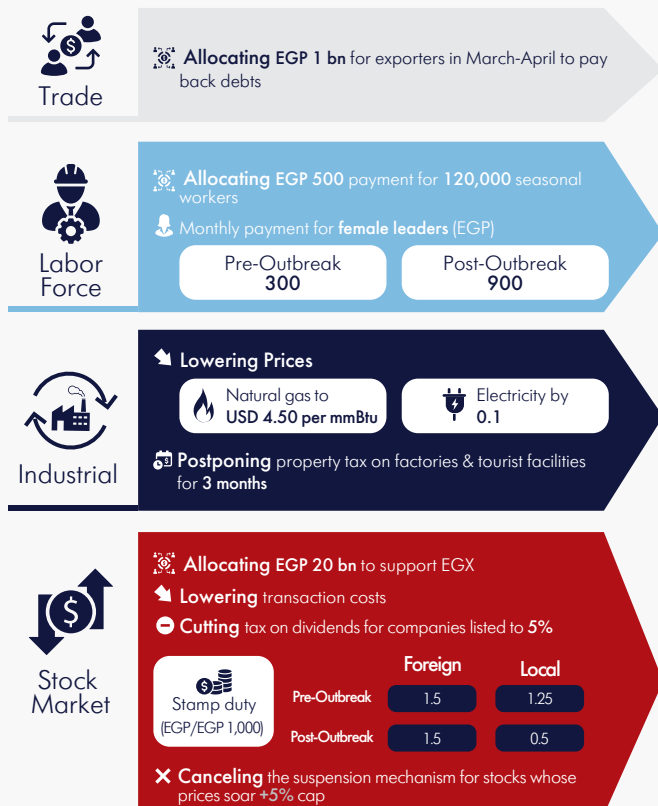 Trade
Allocating EGP 1 bn for exporters in March-April to pay
back debts
Labor
Force
Allocating EGP 500 payment for 120,000 seasonal
workers
Monthly payment for female leaders (EGP)
Pre-Outbreak
300
Post-Outbreak
900
Industrial
Lowering Prices
Natural gas to
USD 4.50 per mmBtu
Electricity by
0.1
Postponing property tax on factories & tourist facilities
for 3 months
Stock
Market
Allocating EGP 20 bn to support EGX
Lowering transaction costs
Cutting tax on dividends for companies listed to 5%
Stamp duty
(EGP/EGP 1,000)
Foreign Local
Pre-Outbreak 1.5 1.25
Post-Outbreak 1.5 0.5
Canceling the suspension mechanism for stocks whose
prices soar +5% cap